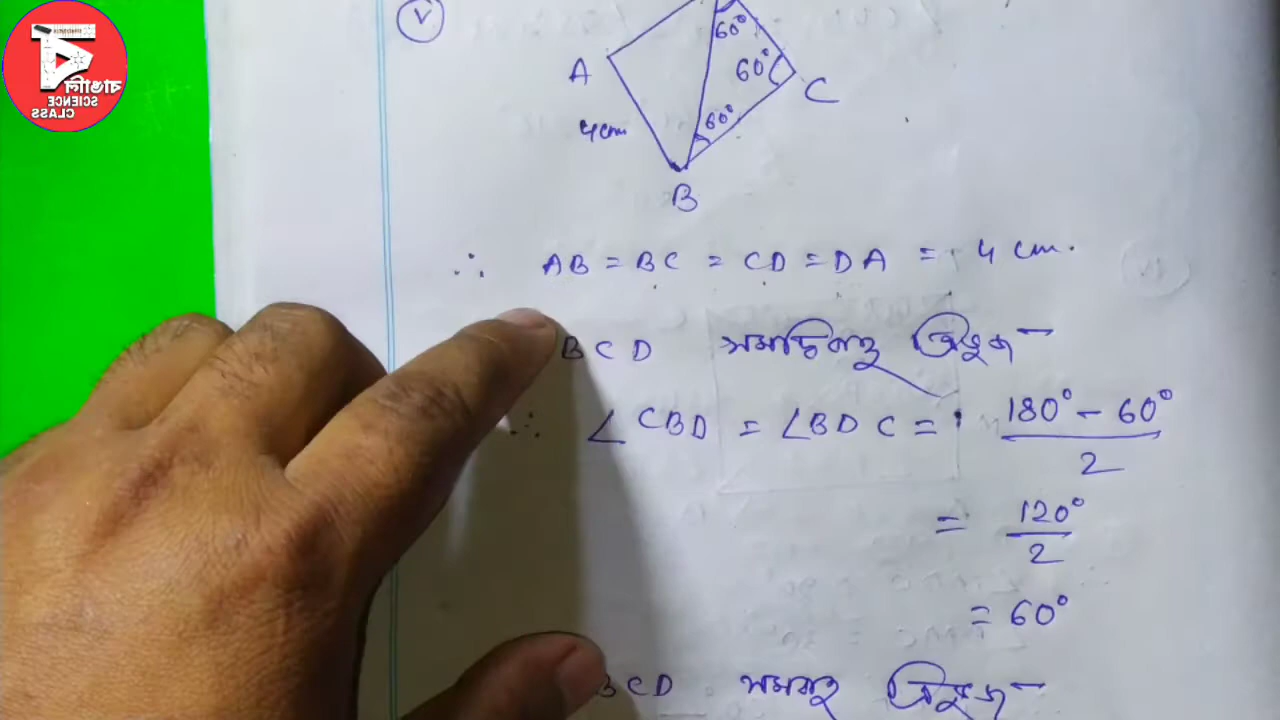 বাঙালি
SCIENCE
CLASS
V
60°
A
60°
C
4cm
60°
B
∴ AB = BC = CD = DA = 4 cm.
BCD সমদ্বিবাহু ত্রিভুজ
∴ ∠CBD = ∠BDC = 180° - 60° / 2
= 120° / 2
= 60°
BCD সমবাহু ত্রিভুজ